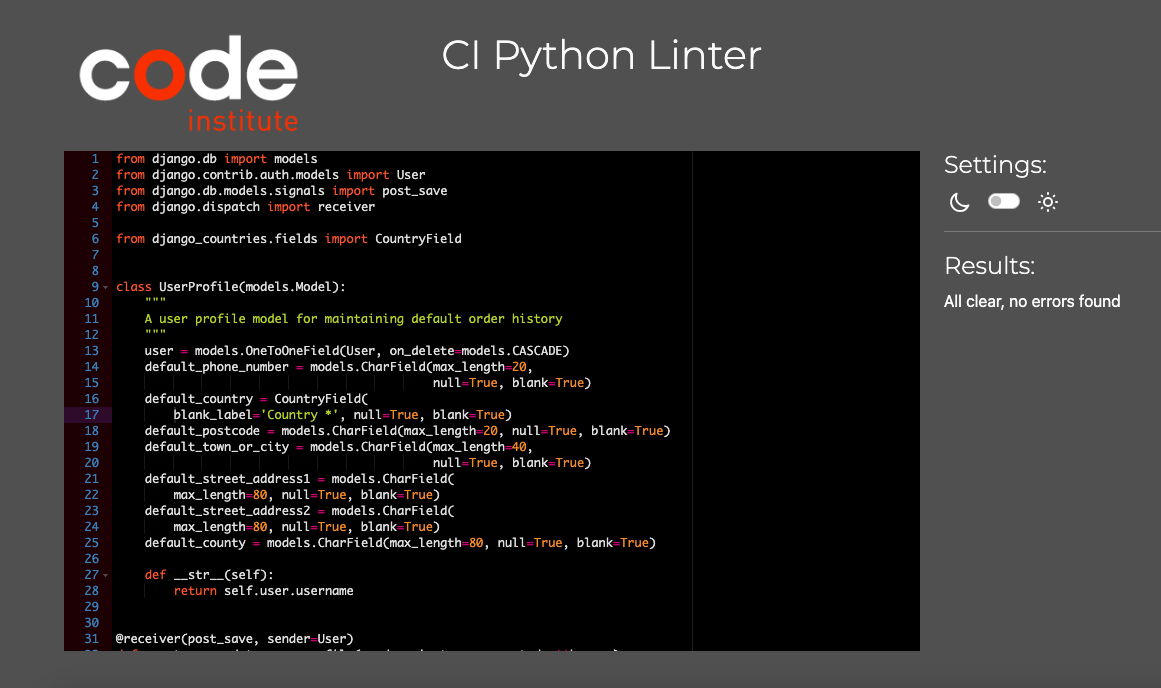 code
institute
CI Python Linter
1 from django.db import models
2 from django.contrib.auth.models import User
3 from django.db.models.signals import post_save
4 from django.dispatch import receiver
5
6 from django_countries.fields import CountryField
7
8
9 class UserProfile(models.Model):
10     """
11     A user profile model for maintaining default order history
12     """
13     user = models.OneToOneField(User, on_delete=models.CASCADE)
14     default_phone_number = models.CharField(max_length=20,
15                                             null=True, blank=True)
16     default_country = CountryField(
17         blank_label='Country *', null=True, blank=True)
18     default_postcode = models.CharField(max_length=20, null=True, blank=True)
19     default_town_or_city = models.CharField(max_length=40,
20                                             null=True, blank=True)
21     default_street_address1 = models.CharField(
22         max_length=80, null=True, blank=True)
23     default_street_address2 = models.CharField(
24         max_length=80, null=True, blank=True)
25     default_county = models.CharField(max_length=80, null=True, blank=True)
26
27     def __str__(self):
28         return self.user.username
29
30
31 @receiver(post_save, sender=User)
Settings:
Results:
All clear, no errors found